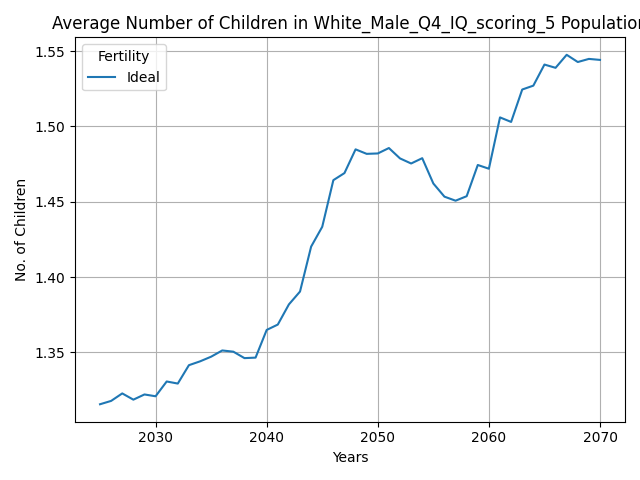 Average Number of Children in White_Male_Q4_IQ_scoring_5 Population
Fertility
Ideal
1.55
1.50
1.45
1.40
1.35
No. of Children
2030 2040 2050 2060 2070
Years